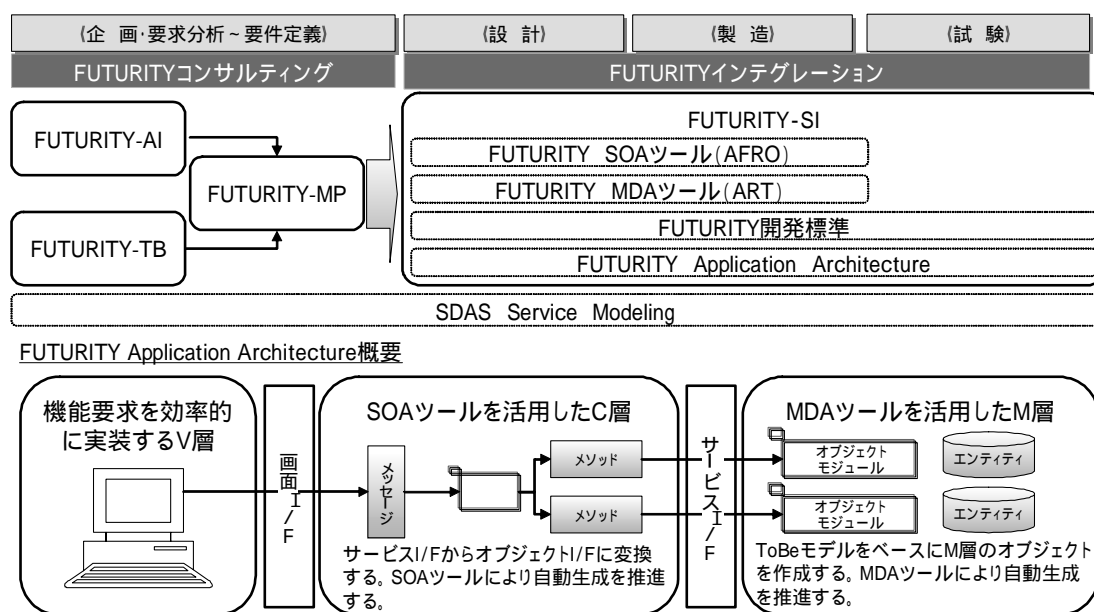 (企 画･要求分析~要件定義)
(設 計)
(製 造)
(試 験)
FUTURITYコンサルティング
FUTURITYインテグレーション
FUTURITY-AI
FUTURITY-MP
FUTURITY-TB
FUTURITY-SI
FUTURITY SOAツール(AFRO)
FUTURITY MDAツール(ART)
FUTURITY開発標準
FUTURITY Application Architecture
SDAS Service Modeling
FUTURITY Application Architecture概要
機能要求を効率的
に実装するV層
画面I/F
SOAツールを活用したC層
メッセージ
メソッド
メソッド
サービスI/FからオブジェクトI/Fに変換
する。SOAツールにより自動生成を推進
する。
サービスI/F
MDAツールを活用したM層
オブジェクト
モジュール
エンティティ
オブジェクト
モジュール
エンティティ
ToBeモデルをベースにM層のオブジェクト
を作成する。MDAツールにより自動生成
を推進する。